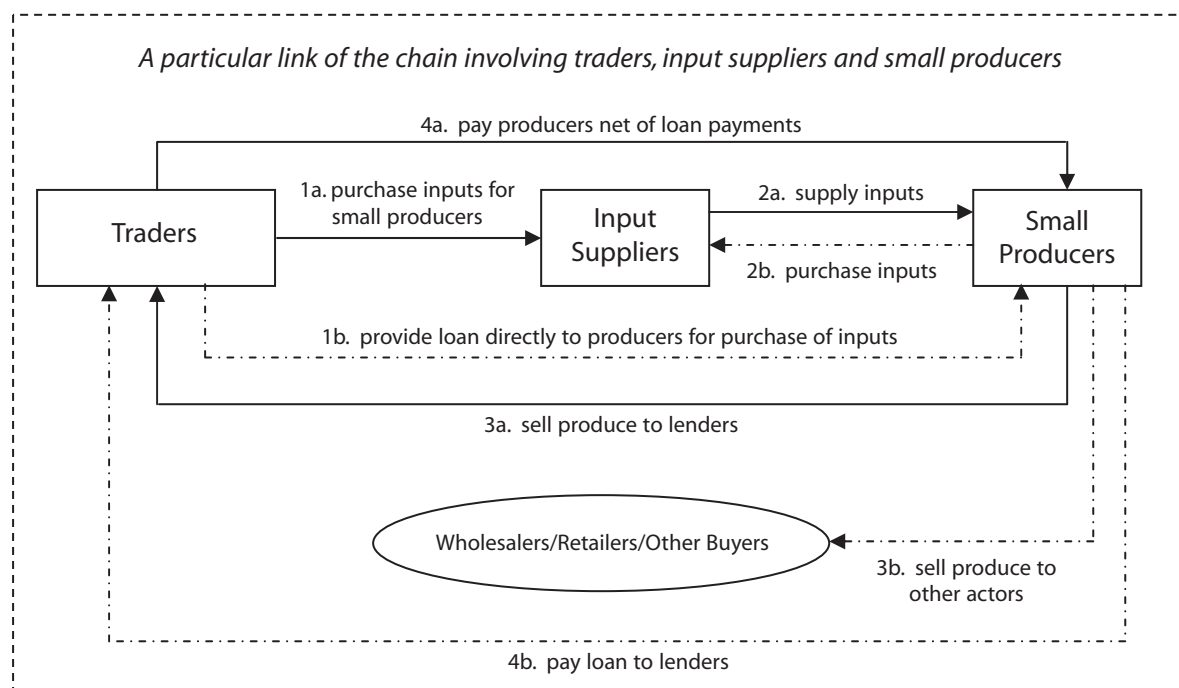 A particular link of the chain involving traders, input suppliers and small producers
4a. pay producers net of loan payments
Traders
1a. purchase inputs for
small producers
Input
Suppliers
2a. supply inputs
2b. purchase inputs
Small
Producers
1b. provide loan directly to producers for purchase of inputs
3a. sell produce to lenders
Wholesalers/Retailers/Other Buyers
3b. sell produce to
other actors
4b. pay loan to lenders